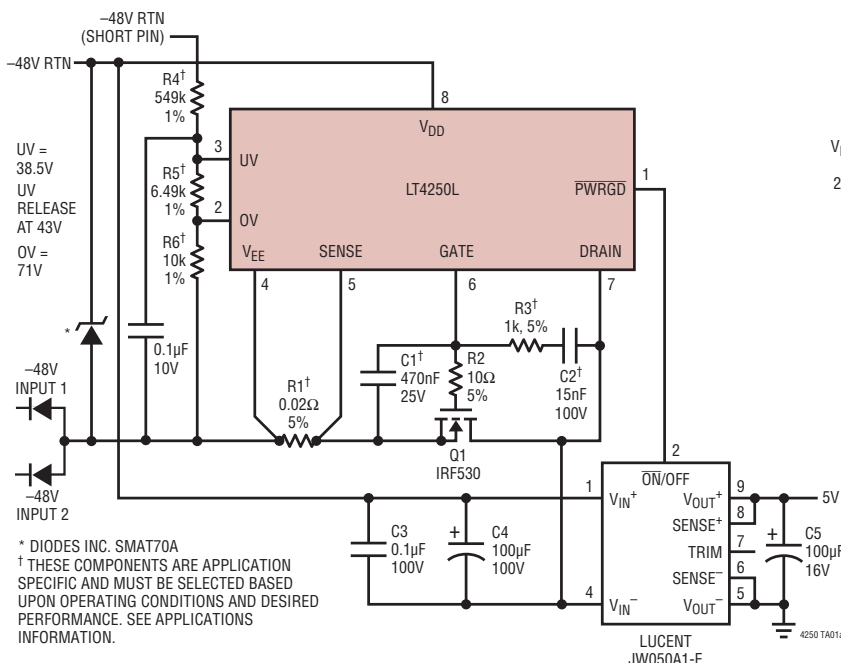 –48V RTN
(SHORT PIN)
–48V RTN
R4†
549k
1%
8
VDD
UV =
38.5V
UV
RELEASE
AT 43V
OV =
71V
3
UV
R5†
6.49k
1%
LT4250L
PWRGD
1
2
OV
R6†
10k
1%
VEE
SENSE
GATE
DRAIN
4
5
6
7
*
0.1µF
10V
R3†
1k, 5%
C1†
470nF
25V
R2
10Ω
5%
C2†
15nF
100V
–48V
INPUT 1
R1†
0.02Ω
5%
Q1
IRF530
–48V
INPUT 2
2
ON/OFF
1
VIN+
VOUT+
9
5V
SENSE+
8
C3
0.1µF
100V
+
C4
100µF
100V
TRIM
7
+
C5
100µF
16V
SENSE–
6
4
VIN–
VOUT–
5
* DIODES INC. SMAT70A
† THESE COMPONENTS ARE APPLICATION
SPECIFIC AND MUST BE SELECTED BASED
UPON OPERATING CONDITIONS AND DESIRED
PERFORMANCE. SEE APPLICATIONS
INFORMATION.
LUCENT
JW050A1-E
4250 TA01a
2